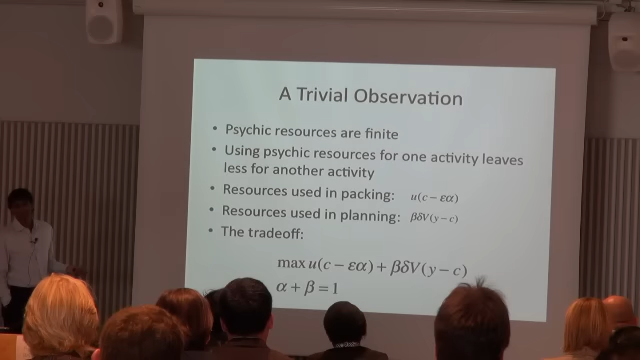 A Trivial Observation
• Psychic resources are finite
• Using psychic resources for one activity leaves
less for another activity
• Resources used in packing: u(c − εα)
• Resources used in planning: βδV(y − c)
• The tradeoff:
max u(c − εα) + βδV(y − c)
α + β = 1